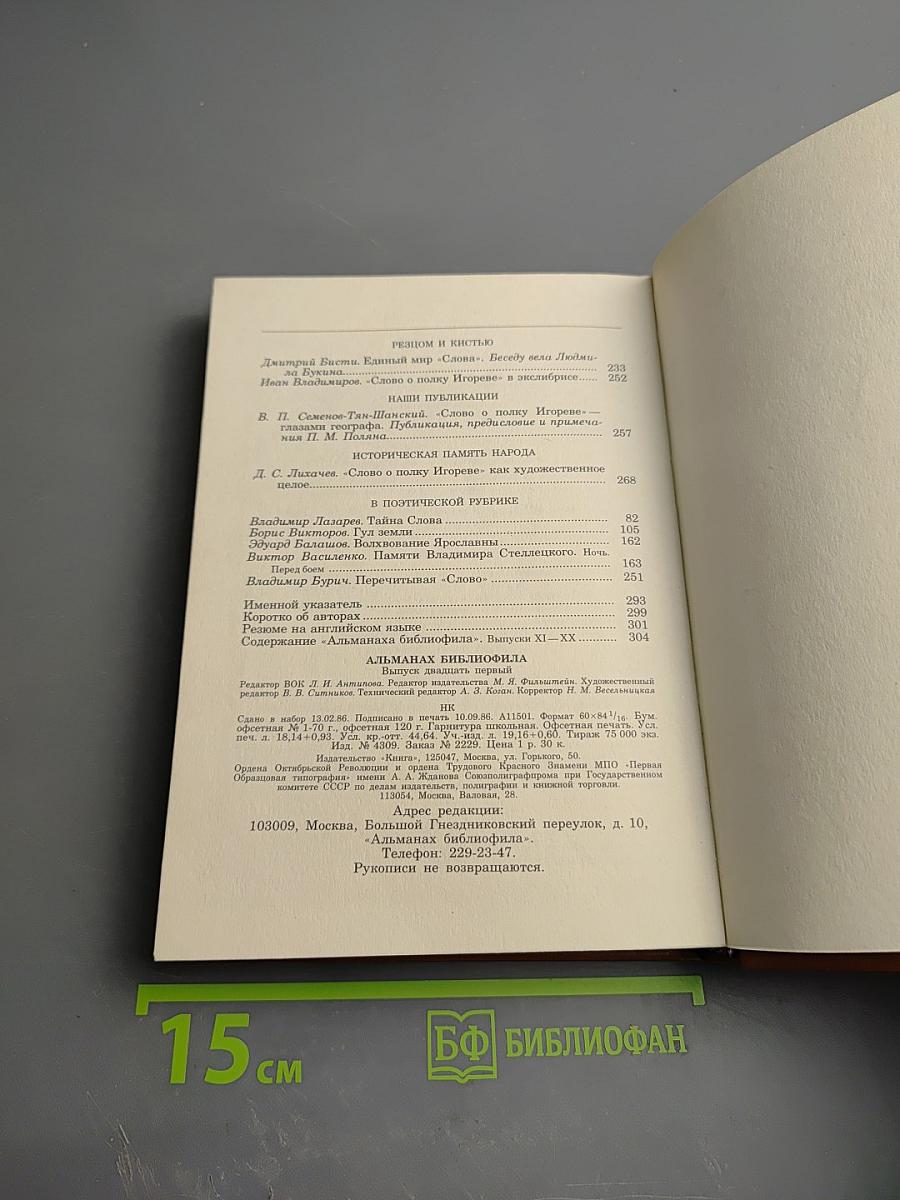 РЕЗЦОМ И КИСТЬЮ
Дмитрий Бисти. Единый мир «Слова». Беседу вела Людми-
ла Букина 233
Иван Владимиров. «Слово о полку Игореве» в экслибрисе 252
НАШИ ПУБЛИКАЦИИ
В. П. Семенов-Тян-Шанский. «Слово о полку Игореве» —
глазами географа. Публикация, предисловие и примеча-
ния П. М. Поляна 257
ИСТОРИЧЕСКАЯ ПАМЯТЬ НАРОДА
Д. С. Лихачев. «Слово о полку Игореве» как художественное
целое 268
В ПОЭТИЧЕСКОЙ РУБРИКЕ
Владимир Лазарев. Тайна Слова 82
Борис Викторов. Гул земли 105
Эдуард Балашов. Волхвование Ярославны 162
Виктор Василенко. Памяти Владимира Стеллецкого. Ночь.
Перед боем 163
Владимир Бурич. Перечитывая «Слово» 251
Именной указатель 293
Коротко об авторах 299
Резюме на английском языке 301
Содержание «Альманаха библиофила». Выпуски XI—XX 304
АЛЬМАНАХ БИБЛИОФИЛА
Выпуск двадцать первый
Редактор ВОК Л. И. Антипова. Редактор издательства М. Я. Фильштейн. Художественный
редактор В. В. Ситников. Технический редактор А. З. Коган. Корректор Н. М. Весельницкая
НК
Сдано в набор 13.02.86. Подписано в печать 10.09.86. А11501. Формат 60×84 1/16. Бум.
офсетная № 1-70 г., офсетная 120 г. Гарнитура школьная. Офсетная печать. Усл.
печ. л. 18,14+0,93. Усл. кр.-отт. 44,64. Уч.-изд. л. 19,16+0,60. Тираж 75 000 экз.
Изд. № 4309. Заказ № 2229. Цена 1 р. 30 к.
Издательство «Книга», 125047, Москва, ул. Горького, 50.
Ордена Октябрьской Революции и ордена Трудового Красного Знамени МПО «Первая
Образцовая типография» имени А. А. Жданова Союзполиграфпрома при Государственном
комитете СССР по делам издательств, полиграфии и книжной торговли.
113054, Москва, Валовая, 28.
Адрес редакции:
103009, Москва, Большой Гнездниковский переулок, д. 10,
«Альманах библиофила».
Телефон: 229-23-47.
Рукописи не возвращаются.
15 см
БФ БИБЛИОФАН